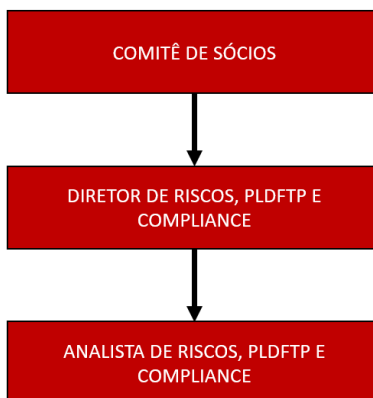 COMITÊ DE SÓCIOS
DIRETOR DE RISCOS, PLDFTP E
COMPLIANCE
ANALISTA DE RISCOS, PLDFTP E
COMPLIANCE